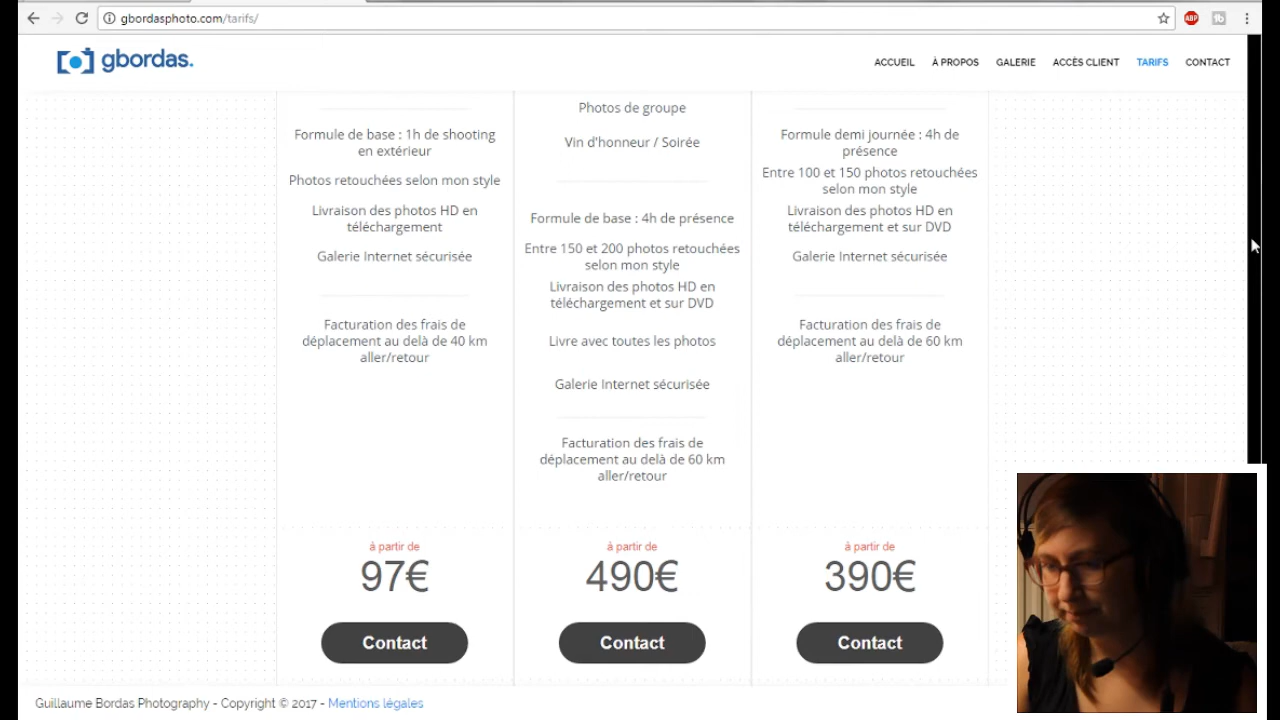 gbordasphoto.com/tarifs/
ABP
gbordas.
ACCUEIL
À PROPOS
GALERIE
ACCÈS CLIENT
TARIFS
CONTACT
Formule de base : 1h de shooting
en extérieur
Photos retouchées selon mon style
Livraison des photos HD en
téléchargement
Galerie Internet sécurisée
Facturation des frais de
déplacement au delà de 40 km
aller/retour
à partir de
97€
Contact
Photos de groupe
Vin d'honneur / Soirée
Formule de base : 4h de présence
Entre 150 et 200 photos retouchées
selon mon style
Livraison des photos HD en
téléchargement et sur DVD
Livre avec toutes les photos
Galerie Internet sécurisée
Facturation des frais de
déplacement au delà de 60 km
aller/retour
à partir de
490€
Contact
Formule demi journée : 4h de
présence
Entre 100 et 150 photos retouchées
selon mon style
Livraison des photos HD en
téléchargement et sur DVD
Galerie Internet sécurisée
Facturation des frais de
déplacement au delà de 60 km
aller/retour
à partir de
390€
Contact
Guillaume Bordas Photography - Copyright © 2017 - Mentions légales